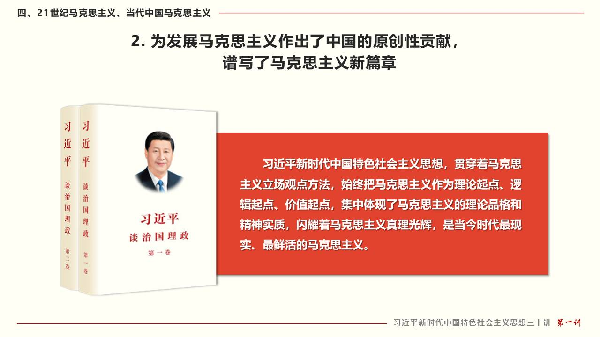 四、21世纪马克思主义、当代中国马克思主义
2. 为发展马克思主义作出了中国的原创性贡献，
谱写了马克思主义新篇章
习近平
谈治国理政
第二卷
习近平
谈治国理政
第一卷
习近平
谈治国理政
第一卷
习近平新时代中国特色社会主义思想，贯穿着马克思
主义立场观点方法，始终把马克思主义作为理论起点、逻
辑起点、价值起点，集中体现了马克思主义的理论品格和
精神实质，闪耀着马克思主义真理光辉，是当今时代最现
实、最鲜活的马克思主义。
习近平新时代中国特色社会主义思想三十讲 第一讲